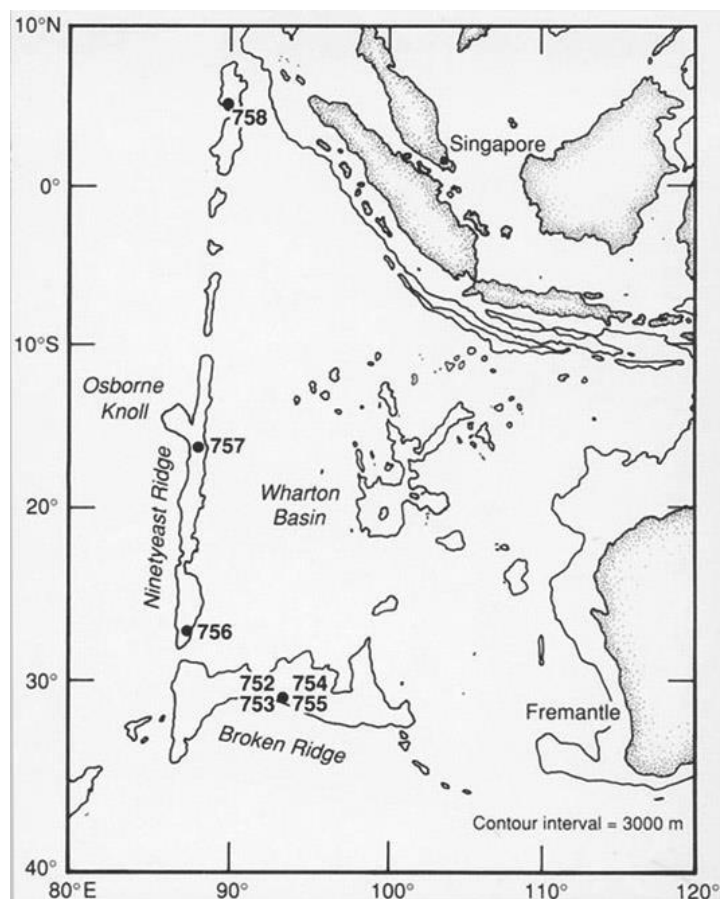 10°N
758
Singapore
0°
10°S
Osborne
Knoll
757
Ninetyeast Ridge
Wharton
Basin
20°
756
30°
752 754
753 755
Broken Ridge
Fremantle
Contour interval = 3000 m
40°
80°E 90° 100° 110° 120°